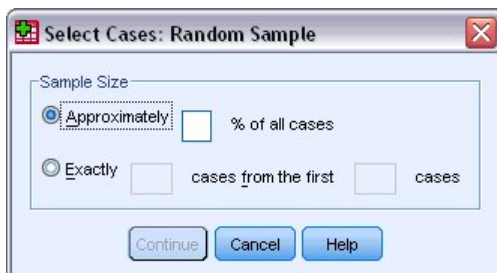 Select Cases: Random Sample
Sample Size
Approximately % of all cases
Exactly cases from the first cases
Continue Cancel Help